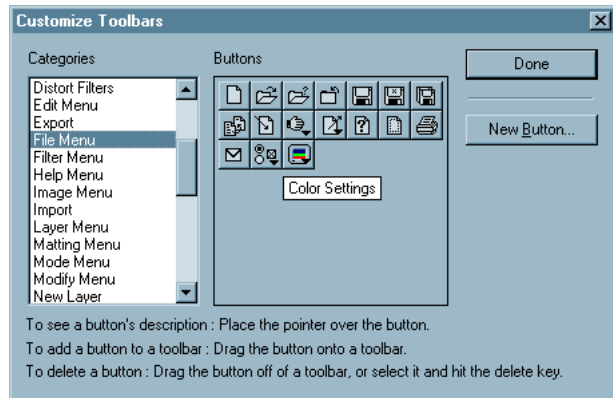 Customize Toolbars
Categories
Buttons
Done
Distort Filters
Edit Menu
Export
File Menu
Filter Menu
Help Menu
Image Menu
Import
Layer Menu
Matting Menu
Mode Menu
Modify Menu
New Layer
New Button...
Color Settings
To see a button's description : Place the pointer over the button.
To add a button to a toolbar : Drag the button onto a toolbar.
To delete a button : Drag the button off of a toolbar, or select it and hit the delete key.